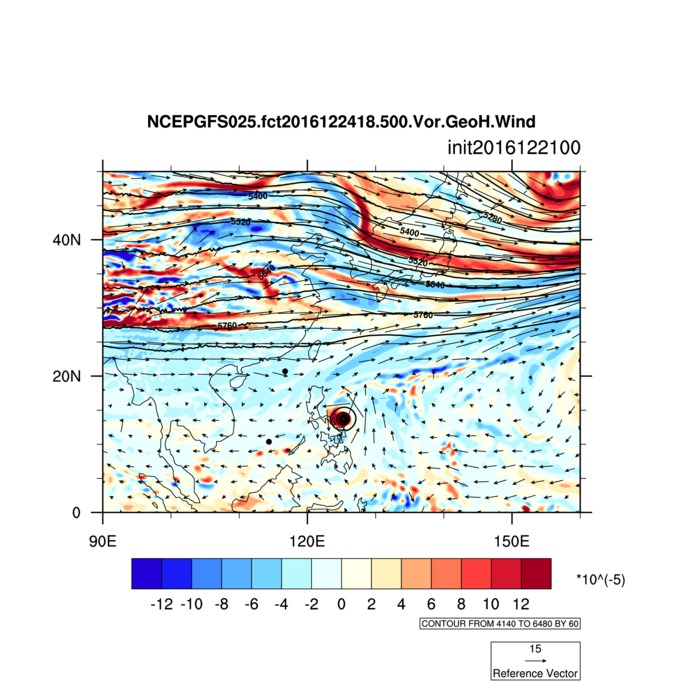 NCEPGFS025.fct2016122418.500.Vor.GeoH.Wind
init2016122100
5400
5280
5520
5400
40N
5520
5640
5640
5760
5760
20N
0
90E 120E 150E
-12 -10 -8 -6 -4 -2 0 2 4 6 8 10 12
*10^(-5)
CONTOUR FROM 4140 TO 6480 BY 60
15
Reference Vector